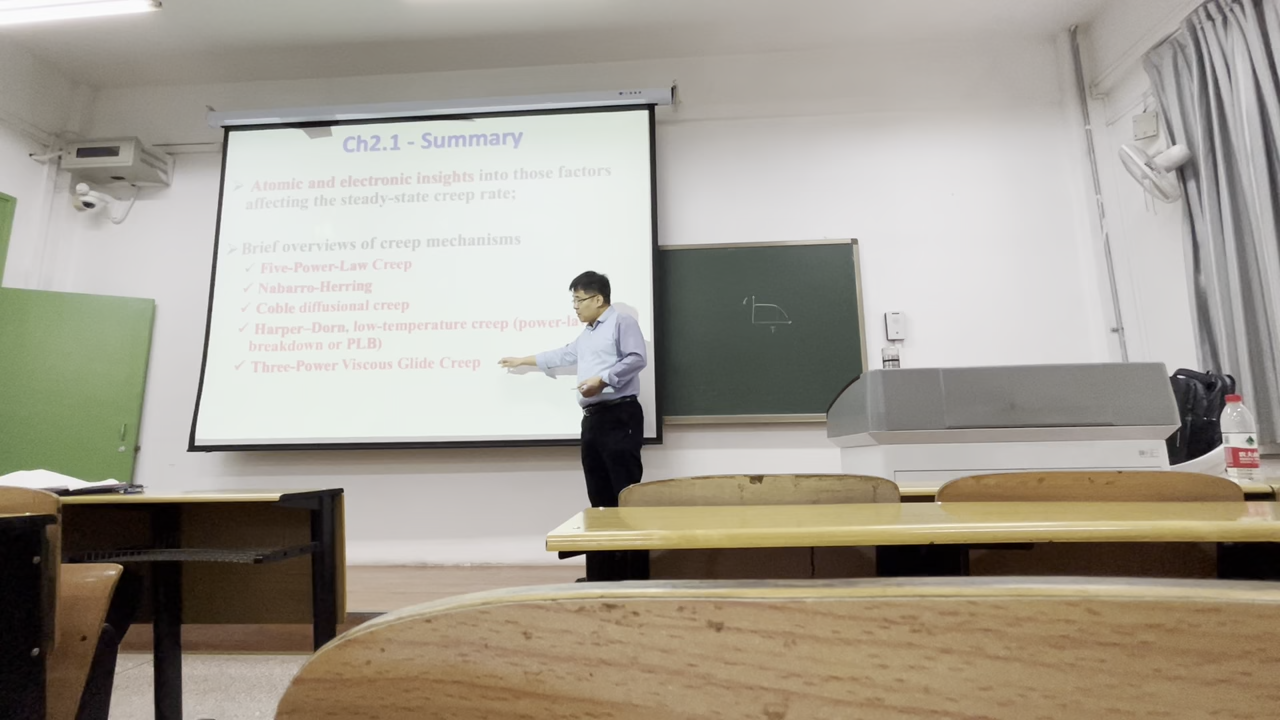 Ch2.1 - Summary
➢ Atomic and electronic insights into those factors
affecting the steady-state creep rate;
➢ Brief overviews of creep mechanisms
✓ Five-Power-Law Creep
✓ Nabarro-Herring
✓ Coble diffusional creep
✓ Harper–Dorn, low-temperature creep (power-la
breakdown or PLB)
✓ Three-Power Viscous Glide Creep